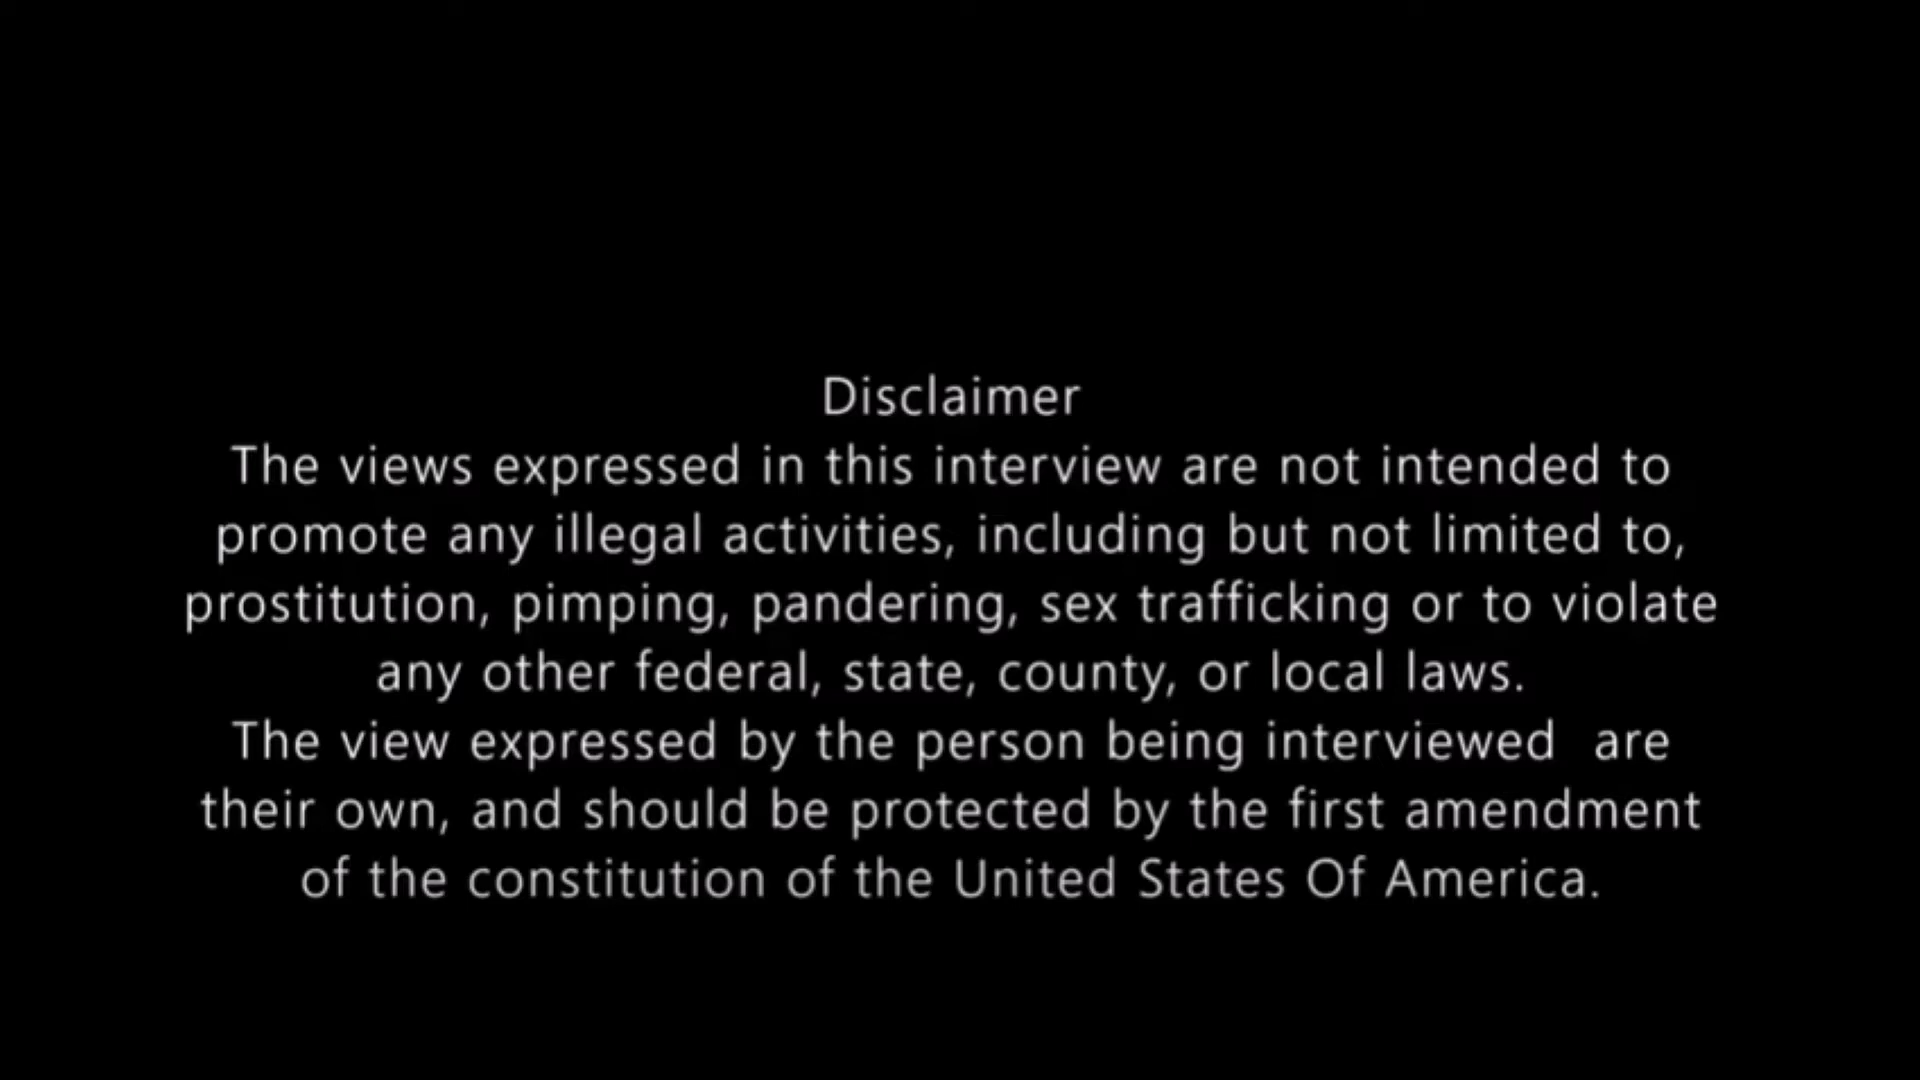 Disclaimer
The views expressed in this interview are not intended to
promote any illegal activities, including but not limited to,
prostitution, pimping, pandering, sex trafficking or to violate
any other federal, state, county, or local laws.
The view expressed by the person being interviewed  are
their own, and should be protected by the first amendment
of the constitution of the United States Of America.